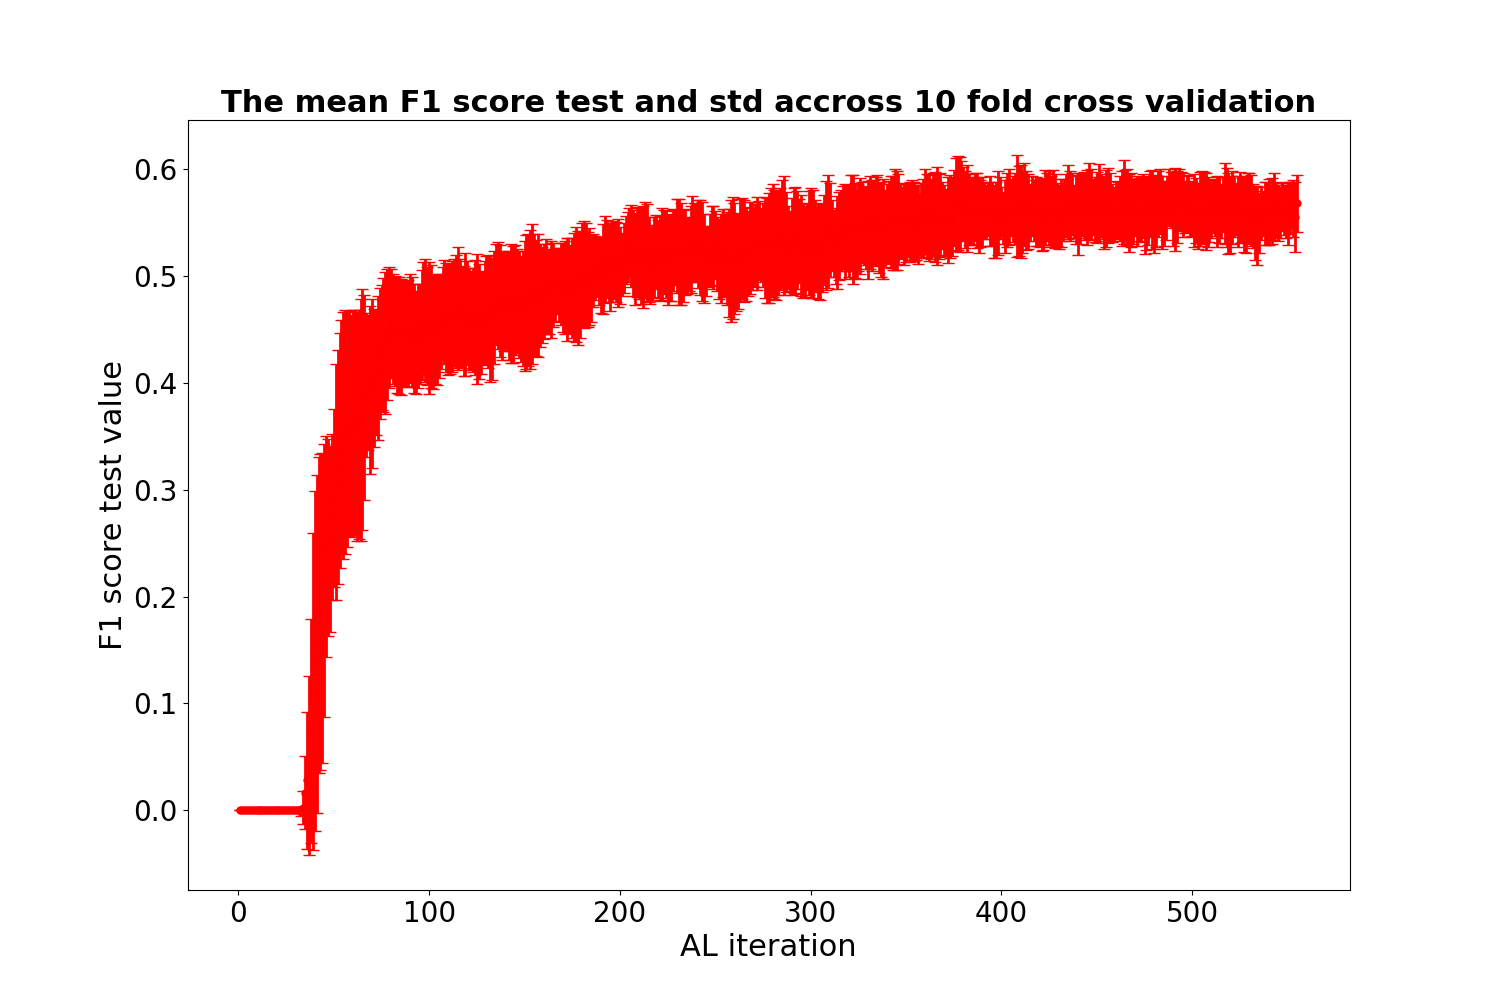 The mean F1 score test and std accross 10 fold cross validation
0.6
0.5
0.4
0.3
0.2
0.1
0.0
F1 score test value
0 100 200 300 400 500
AL iteration